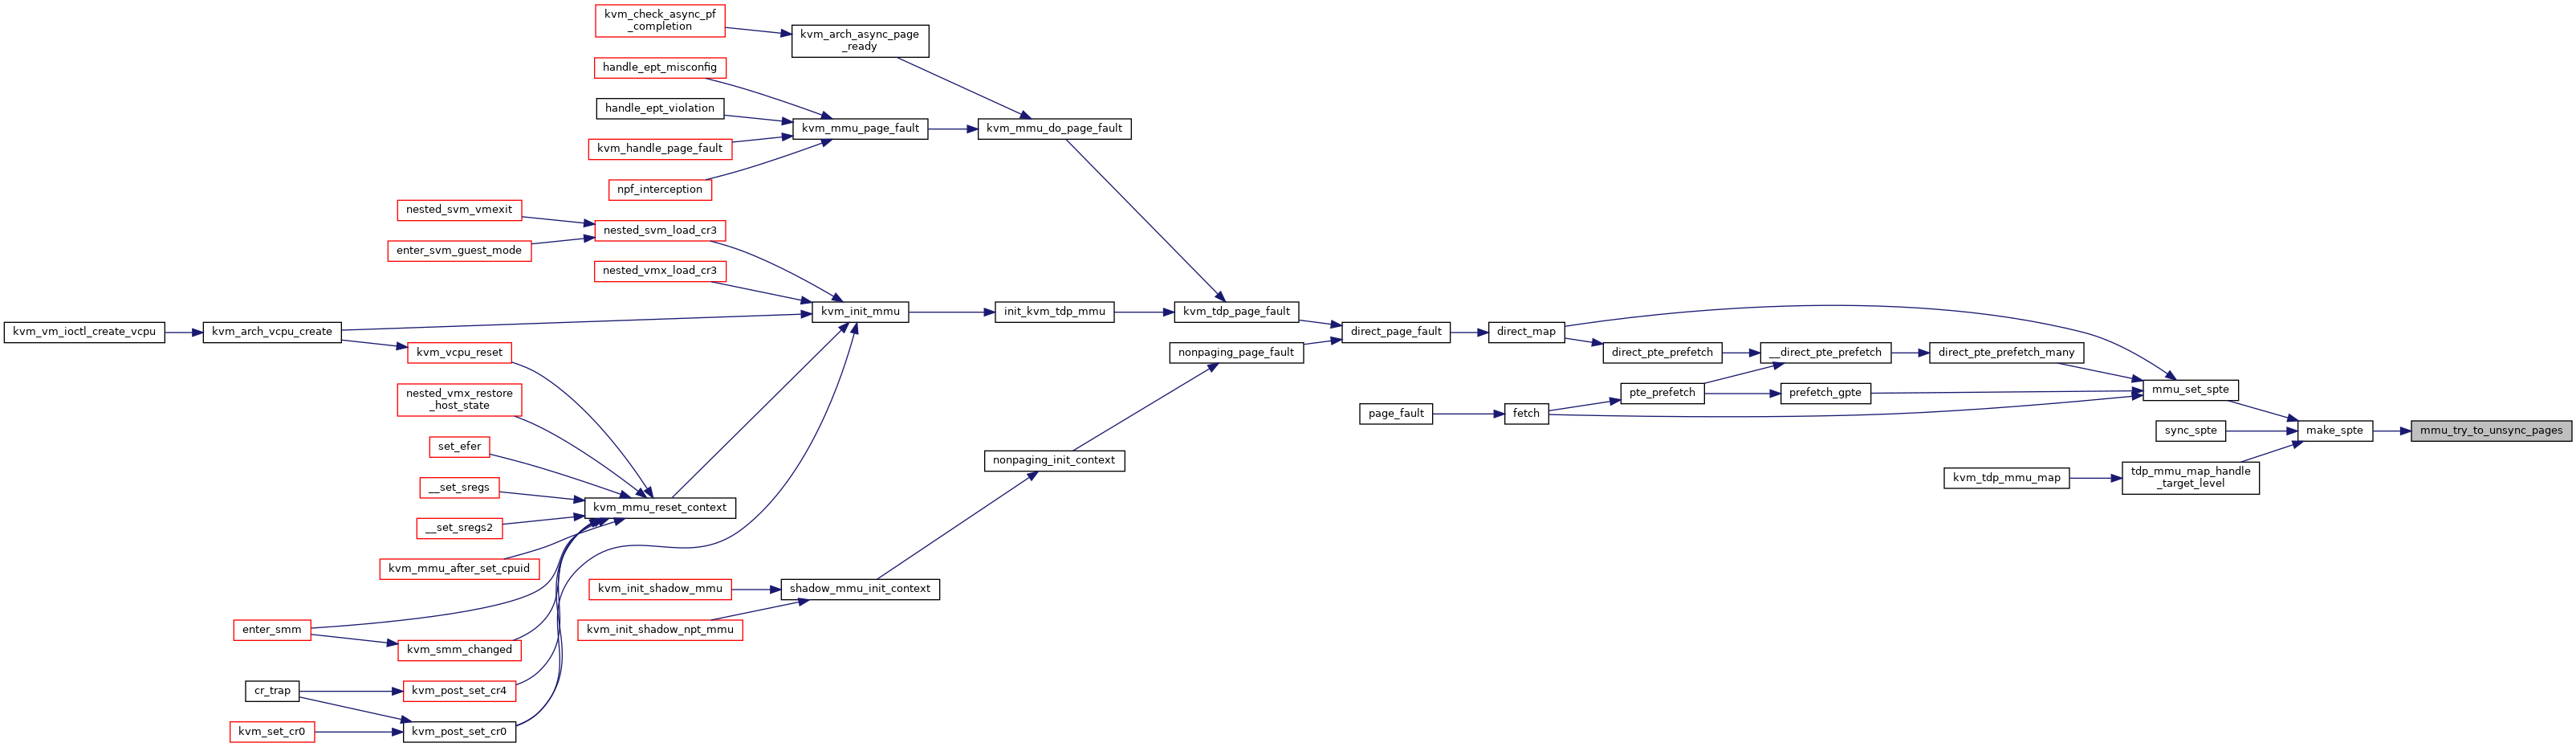 kvm_check_async_pf
_completion
kvm_arch_async_page
_ready
handle_ept_misconfig
handle_ept_violation
kvm_mmu_page_fault
kvm_mmu_do_page_fault
kvm_handle_page_fault
npf_interception
nested_svm_vmexit
nested_svm_load_cr3
enter_svm_guest_mode
nested_vmx_load_cr3
kvm_init_mmu
init_kvm_tdp_mmu
kvm_tdp_page_fault
kvm_vm_ioctl_create_vcpu
kvm_arch_vcpu_create
direct_page_fault
direct_map
kvm_vcpu_reset
nonpaging_page_fault
direct_pte_prefetch
__direct_pte_prefetch
direct_pte_prefetch_many
nested_vmx_restore
_host_state
pte_prefetch
prefetch_gpte
mmu_set_spte
page_fault
fetch
sync_spte
make_spte
mmu_try_to_unsync_pages
set_efer
nonpaging_init_context
kvm_tdp_mmu_map
tdp_mmu_map_handle
_target_level
__set_sregs
kvm_mmu_reset_context
__set_sregs2
kvm_mmu_after_set_cpuid
kvm_init_shadow_mmu
shadow_mmu_init_context
enter_smm
kvm_init_shadow_npt_mmu
kvm_smm_changed
cr_trap
kvm_post_set_cr4
kvm_set_cr0
kvm_post_set_cr0